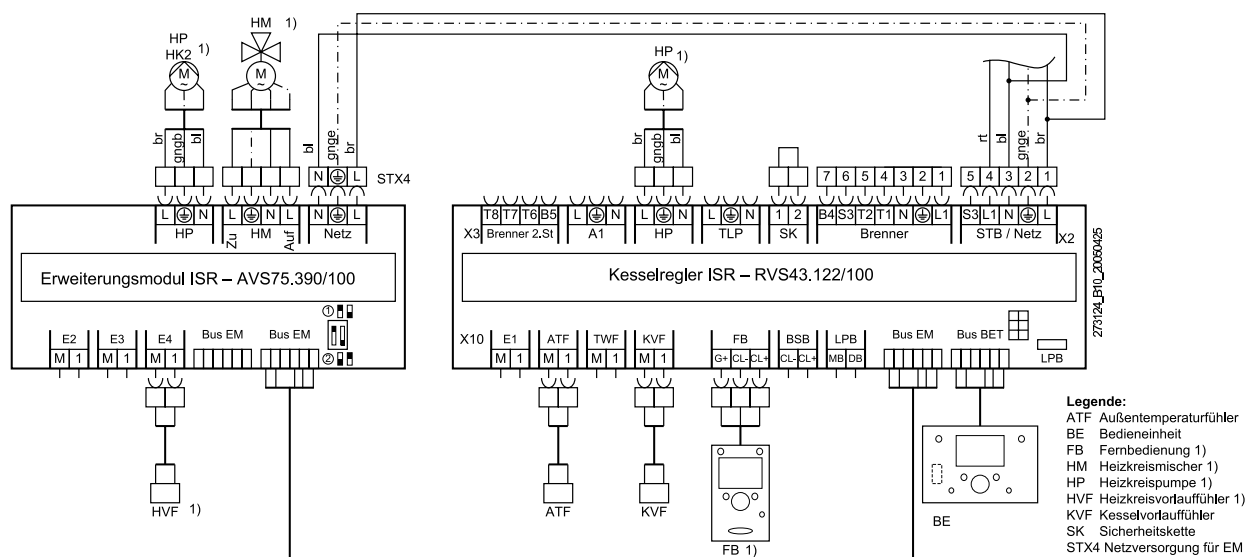 HM 1)
HP
HK2 1)
M
~
M
~
HP 1)
M
~
br
gngb
bl
bl
gnge
br
br
gngb
bl
rt
bl
gnge
br
N L STX4
7 6 5 4 3 2 1
5 4 3 2 1
L N
HP
Zu
L N L
HM
Auf
N L
Netz
X3
T8 T7 T6 B5
Brenner 2.St
L N
A1
L N
HP
L N
TLP
1 2
SK
B4 S3 T2 T1 N L1
Brenner
S3 L1 N L
STB / Netz
X2
Erweiterungsmodul ISR – AVS75.390/100
Kesselregler ISR – RVS43.122/100
273124_B10_20050425
1
2
E2
M 1
E3
M 1
E4
M 1
Bus EM
Bus EM
X10
E1
M 1
ATF
M 1
TWF
M 1
KVF
M 1
FB
G+ CL- CL+
BSB
CL- CL+
LPB
MB DB
Bus EM
Bus BET
LPB
HVF 1)
ATF
KVF
FB 1)
BE
Legende:
ATF Außentemperaturfühler
BE Bedieneinheit
FB Fernbedienung 1)
HM Heizkreismischer 1)
HP Heizkreispumpe 1)
HVF Heizkreisvorlauffühler 1)
KVF Kesselvorlauffühler
SK Sicherheitskette
STX4 Netzversorgung für EM